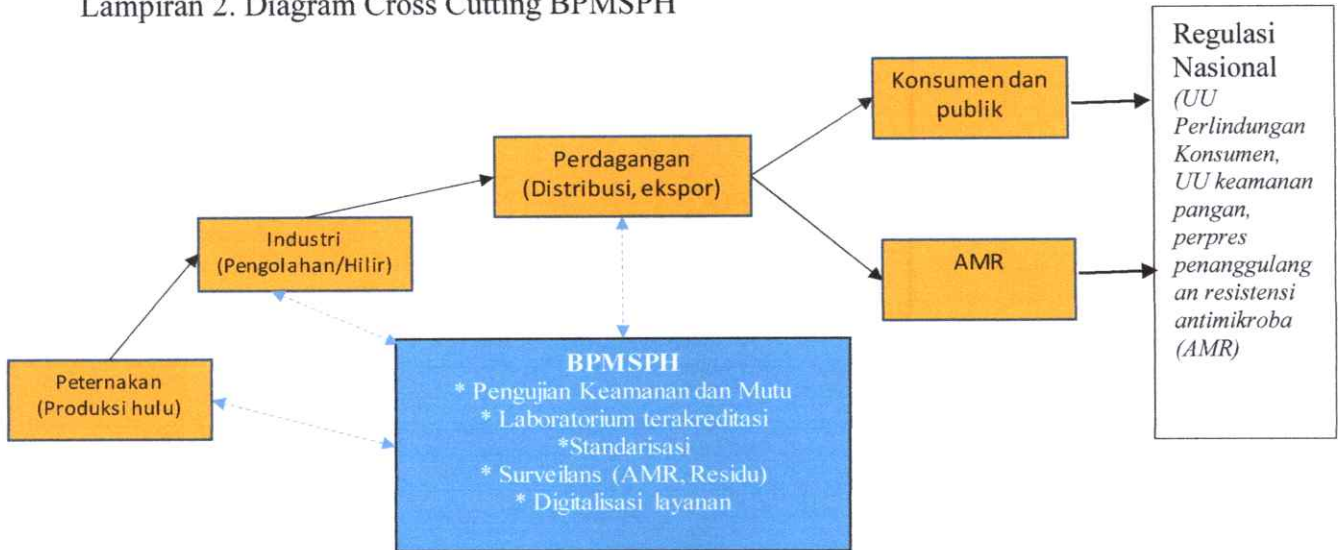 Lampiran 2. Diagram Cross Cutting BPMSPH
Peternakan
(Produksi hulu)
Industri
(Pengolahan/Hilir)
Perdagangan
(Distribusi, ekspor)
Konsumen dan
publik
AMR
BPMSPH
* Pengujian Keamanan dan Mutu
* Laboratorium terakreditasi
*Standarisasi
* Surveilans (AMR, Residu)
* Digitalisasi layanan
Regulasi
Nasional
(UU
Perlindungan
Konsumen,
UU keamanan
pangan,
perpres
penanggulang
an resistensi
antimikroba
(AMR)